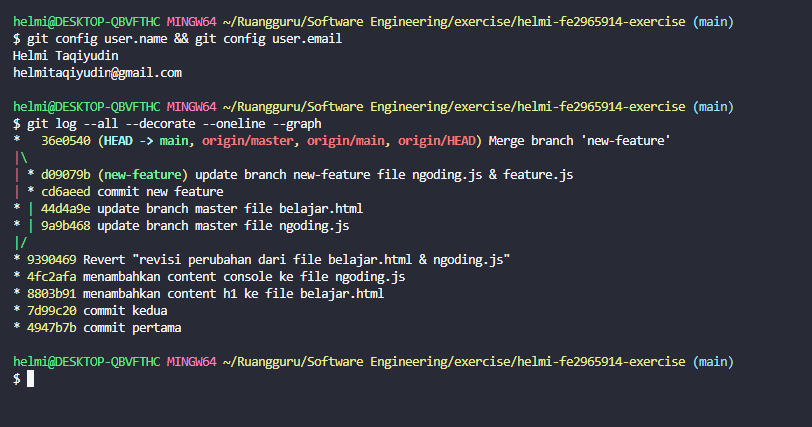 helmi@DESKTOP-QBVFTHC MINGW64 ~/Ruangguru/Software Engineering/exercise/helmi-fe2965914-exercise (main)
$ git config user.name && git config user.email
Helmi Taqiyudin
helmitaqiyudin@gmail.com
helmi@DESKTOP-QBVFTHC MINGW64 ~/Ruangguru/Software Engineering/exercise/helmi-fe2965914-exercise (main)
$ git log --all --decorate --oneline --graph
*   36e0540 (HEAD -> main, origin/master, origin/main, origin/HEAD) Merge branch 'new-feature'
|\
| * d09079b (new-feature) update branch new-feature file ngoding.js & feature.js
| * cd6aeed commit new feature
* | 44d4a9e update branch master file belajar.html
* | 9a9b468 update branch master file ngoding.js
|/
* 9390469 Revert "revisi perubahan dari file belajar.html & ngoding.js"
* 4fc2afa menambahkan content console ke file ngoding.js
* 8803b91 menambahkan content h1 ke file belajar.html
* 7d99c20 commit kedua
* 4947b7b commit pertama
helmi@DESKTOP-QBVFTHC MINGW64 ~/Ruangguru/Software Engineering/exercise/helmi-fe2965914-exercise (main)
$